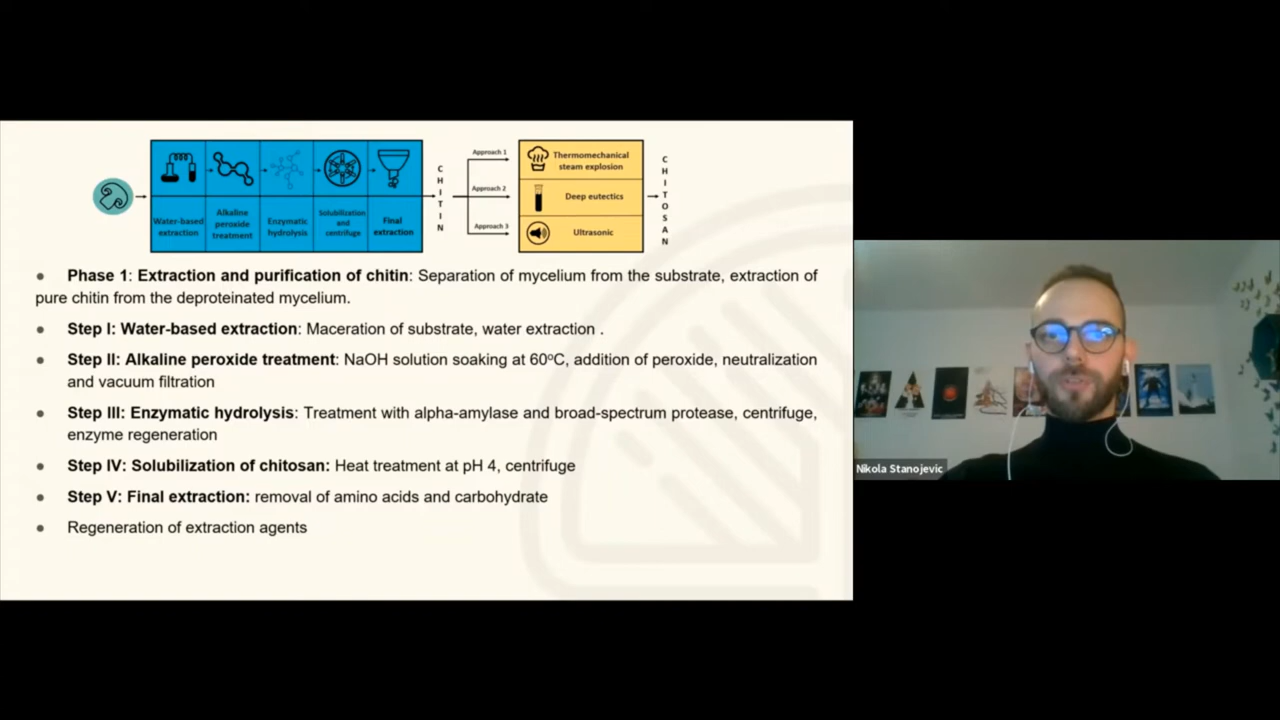 Water-based
extraction
Alkaline
peroxide
treatment
Enzymatic
hydrolysis
Solubilization
and
centrifuge
Final
extraction
CHITIN
Approach 1
Approach 2
Approach 3
Thermomechanical
steam explosion
Deep eutectics
Ultrasonic
CHITOSAN
● Phase 1: Extraction and purification of chitin: Separation of mycelium from the substrate, extraction of
pure chitin from the deproteinated mycelium.
● Step I: Water-based extraction: Maceration of substrate, water extraction .
● Step II: Alkaline peroxide treatment: NaOH solution soaking at 60ºC, addition of peroxide, neutralization
and vacuum filtration
● Step III: Enzymatic hydrolysis: Treatment with alpha-amylase and broad-spectrum protease, centrifuge,
enzyme regeneration
● Step IV: Solubilization of chitosan: Heat treatment at pH 4, centrifuge
● Step V: Final extraction: removal of amino acids and carbohydrate
● Regeneration of extraction agents
Nikola Stanojevic